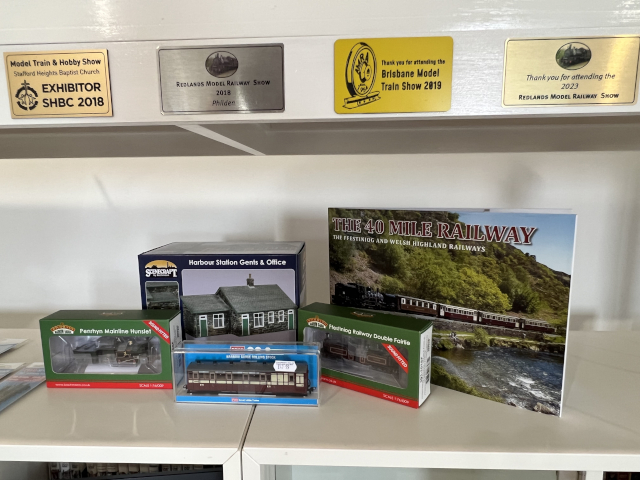 Model Train & Hobby Show
Stafford Heights Baptist Church
EXHIBITOR
SHBC 2018
REDLANDS MODEL RAILWAY SHOW
2018
Philden
Thank you for attending the
Brisbane Model
Train Show 2019
Thank you for attending the
2023
REDLANDS MODEL RAILWAY SHOW
THE 40 MILE RAILWAY
THE FFESTINIOG AND WELSH HIGHLAND RAILWAYS
SCENECRAFT
Harbour Station Gents & Office
Penrhyn Mainline Hunslet
Ffestiniog Railway Double Fairlie